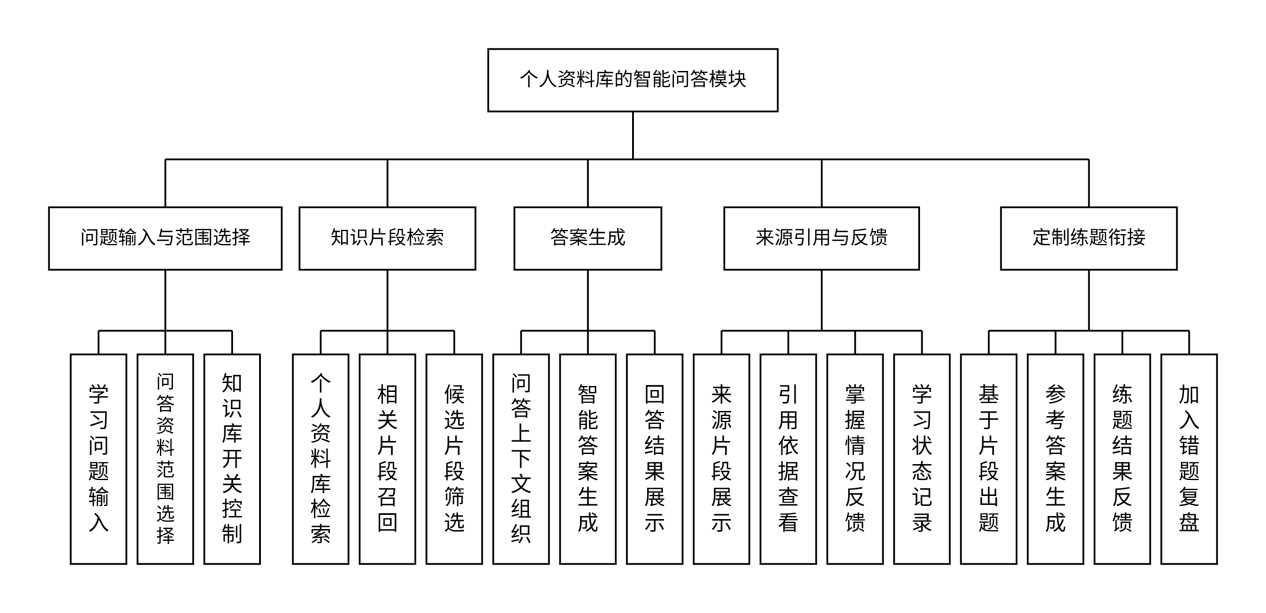 个人资料库的智能问答模块
问题输入与范围选择
知识片段检索
答案生成
来源引用与反馈
定制练题衔接
学习问题输入
问答资料范围选择
知识库开关控制
个人资料库检索
相关片段召回
候选片段筛选
问答上下文组织
智能答案生成
回答结果展示
来源片段展示
引用依据查看
掌握情况反馈
学习状态记录
基于片段出题
参考答案生成
练题结果反馈
加入错题复盘